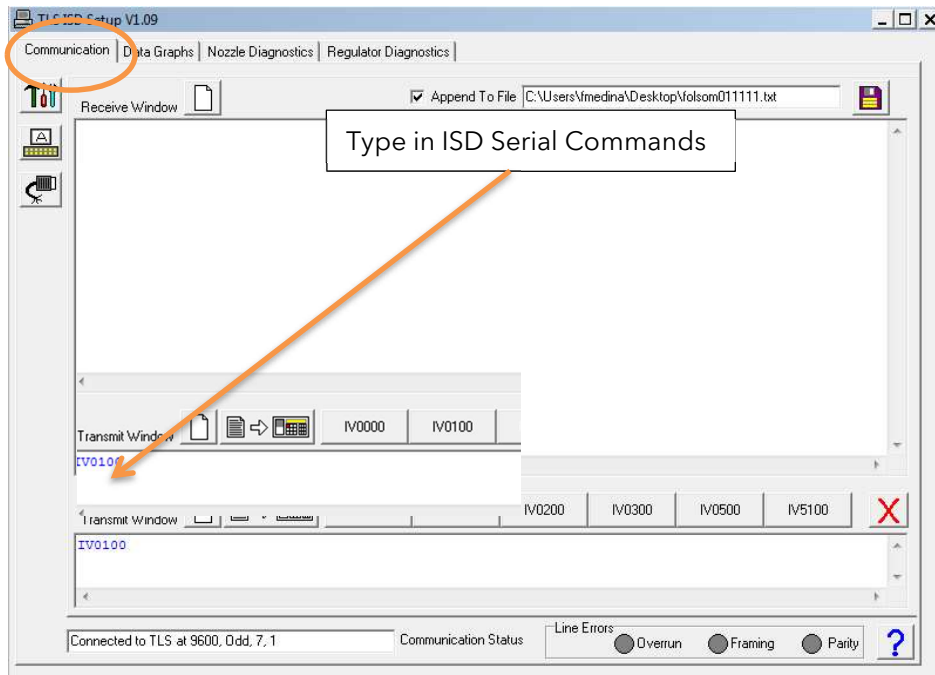 TLS ISD Setup V1.09
Communication Data Graphs Nozzle Diagnostics Regulator Diagnostics
Receive Window Append To File C:\Users\fmedina\Desktop\folsom011111.txt
Type in ISD Serial Commands
A
Transmit Window IV0000 IV0100
IV0100
Transmit Window IV0200 IV0300 IV0500 IV5100
IV0100
Connected to TLS at 9600, Odd, 7, 1 Communication Status Line Errors Overrun Framing Parity